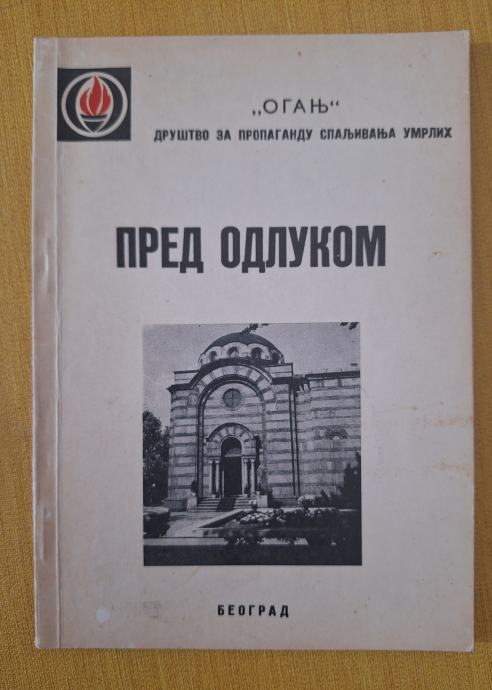 „ОГАЊ“
ДРУШТВО ЗА ПРОПАГАНДУ СПАЉИВАЊА УМРЛИХ
ПРЕД ОДЛУКОМ
БЕОГРАД